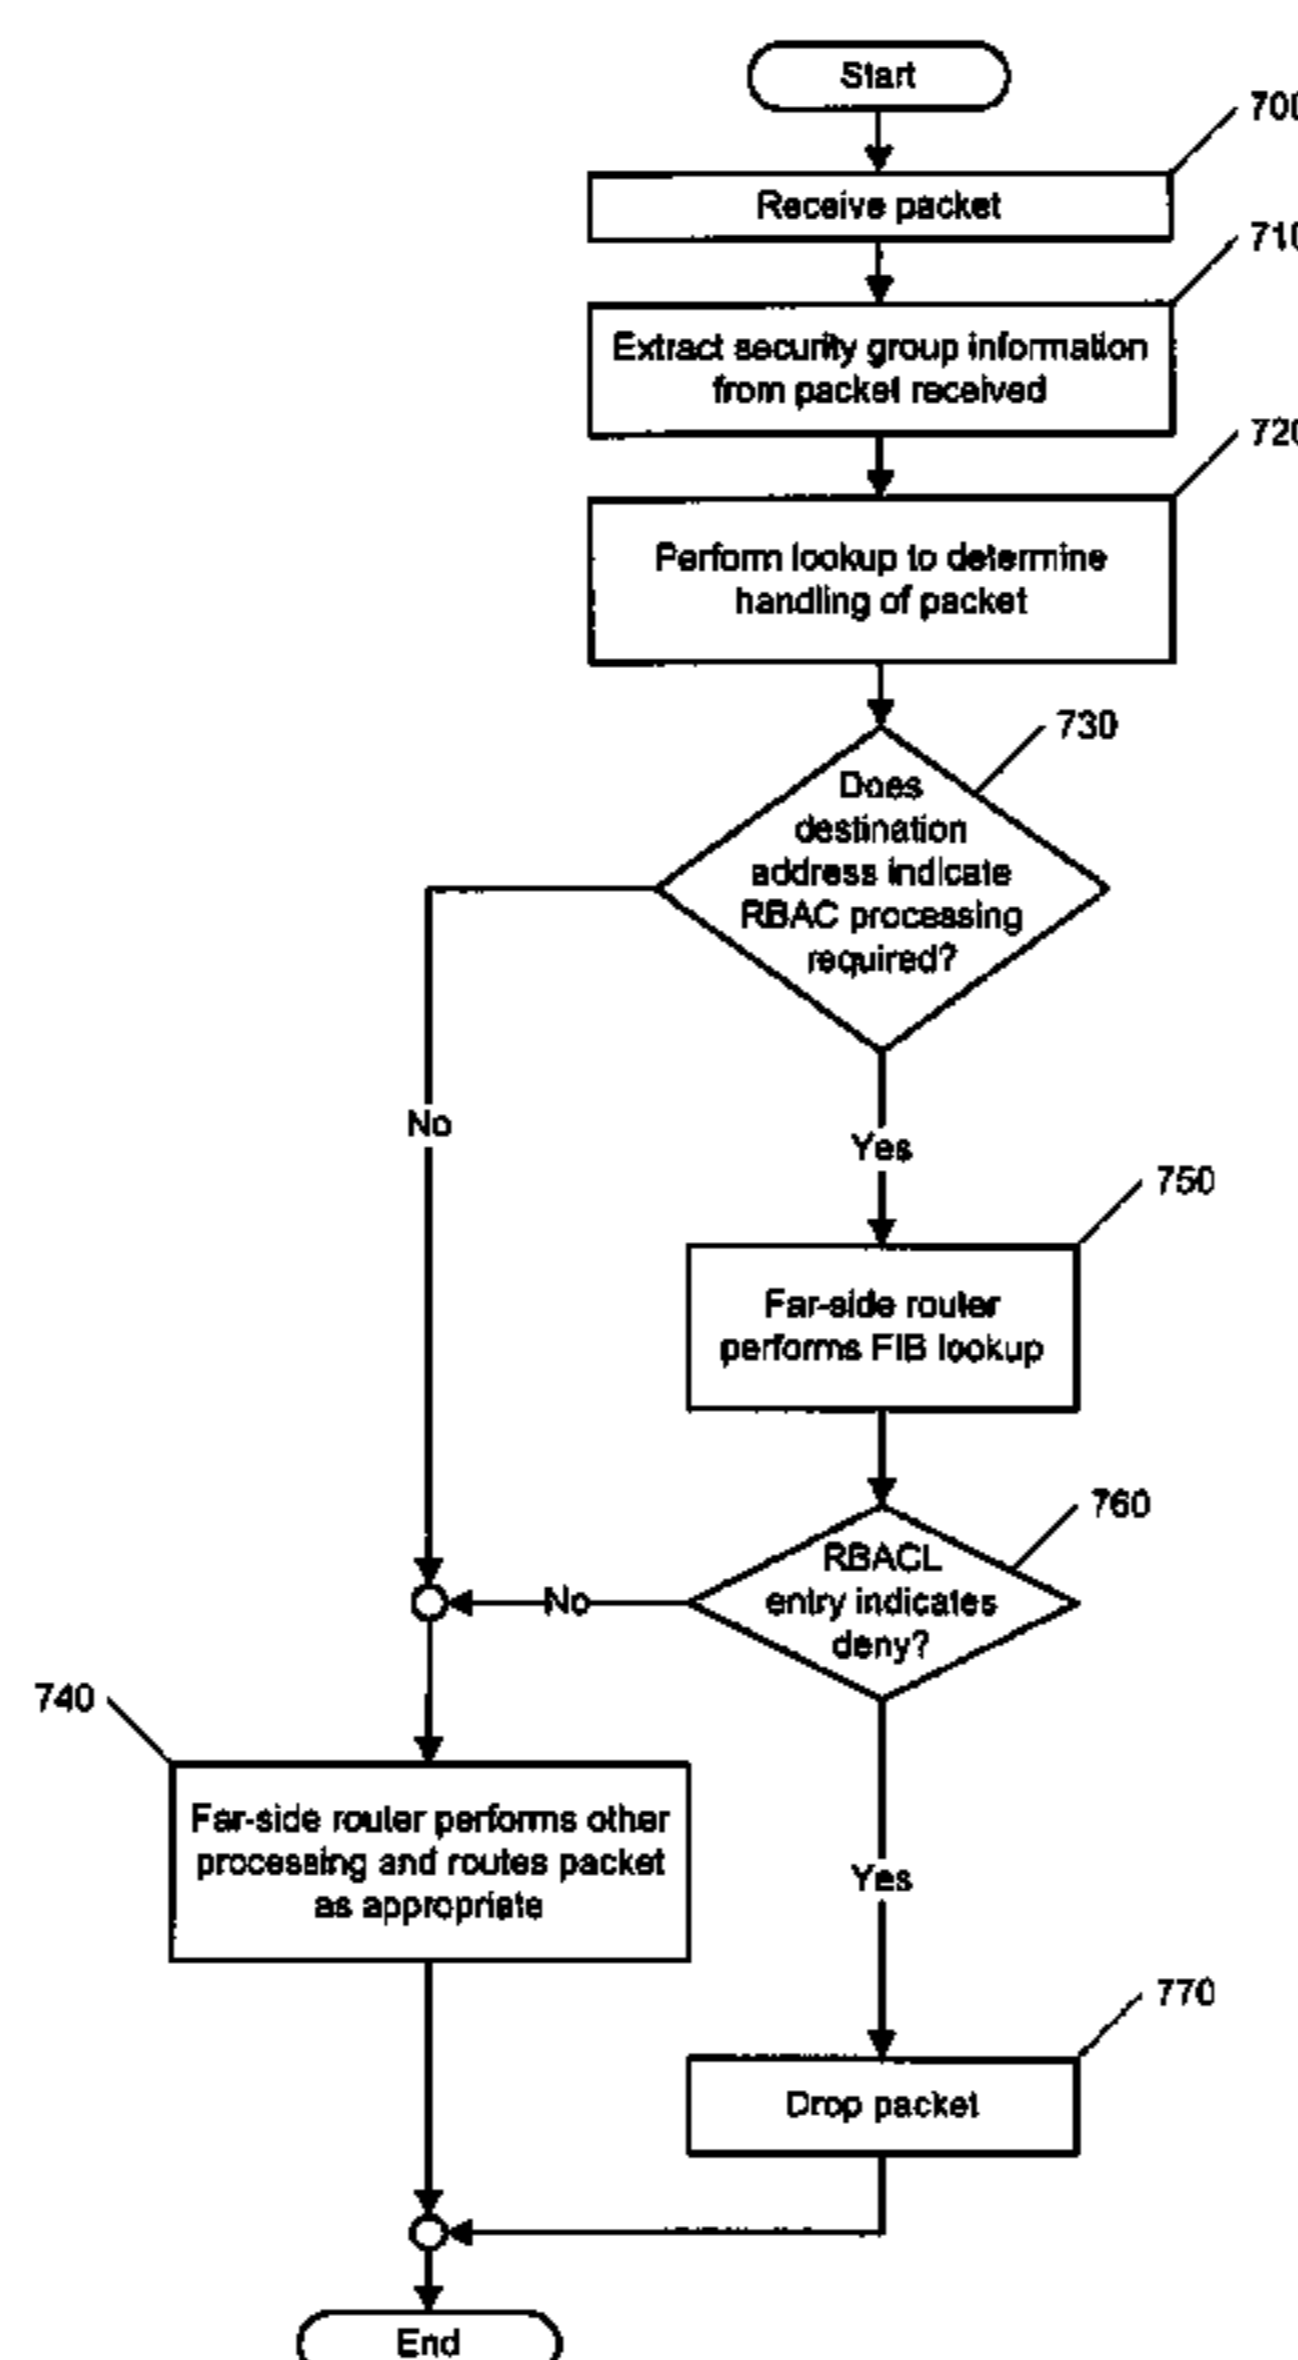 Start
700
Receive packet
710
Extract security group information
from packet received
720
Perform lookup to determine
handling of packet
730
Does
destination
address indicate
RBAC processing
required?
No
Yes
750
Far-side router
performs FIB lookup
760
RBACL
entry indicates
deny?
No
740
Far-side router performs other
processing and routes packet
as appropriate
Yes
770
Drop packet
End